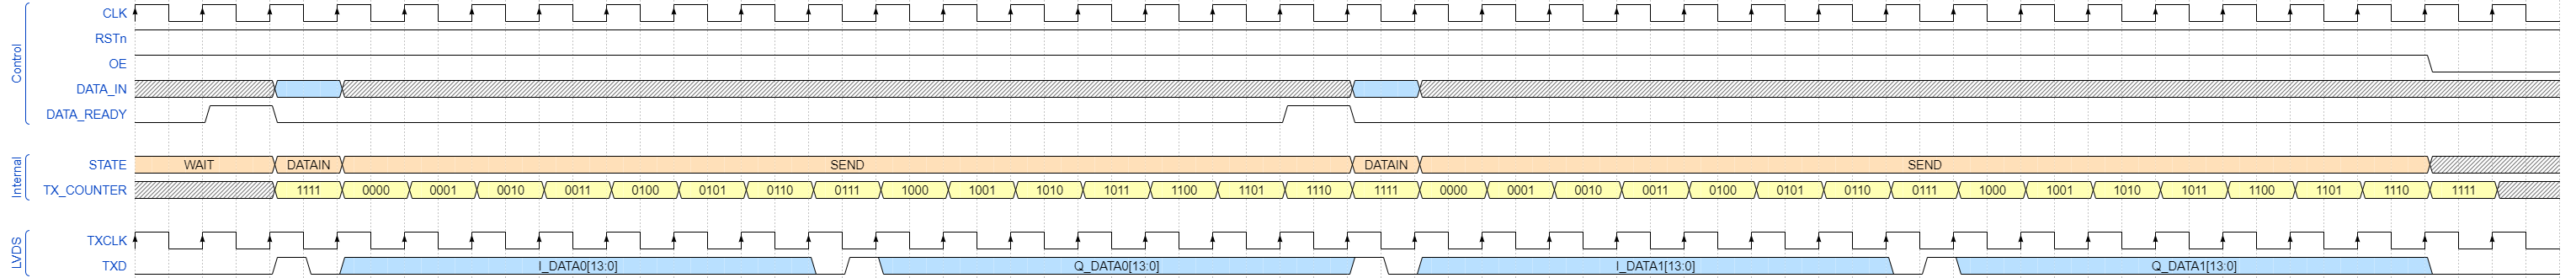 Control
CLK
RSTn
OE
DATA_IN
DATA_READY
Internal
STATE WAIT DATAIN SEND DATAIN SEND
TX_COUNTER 1111 0000 0001 0010 0011 0100 0101 0110 0111 1000 1001 1010 1011 1100 1101 1110 1111 0000 0001 0010 0011 0100 0101 0110 0111 1000 1001 1010 1011 1100 1101 1110 1111
LVDS
TXCLK
TXD I_DATA0[13:0] Q_DATA0[13:0] I_DATA1[13:0] Q_DATA1[13:0]